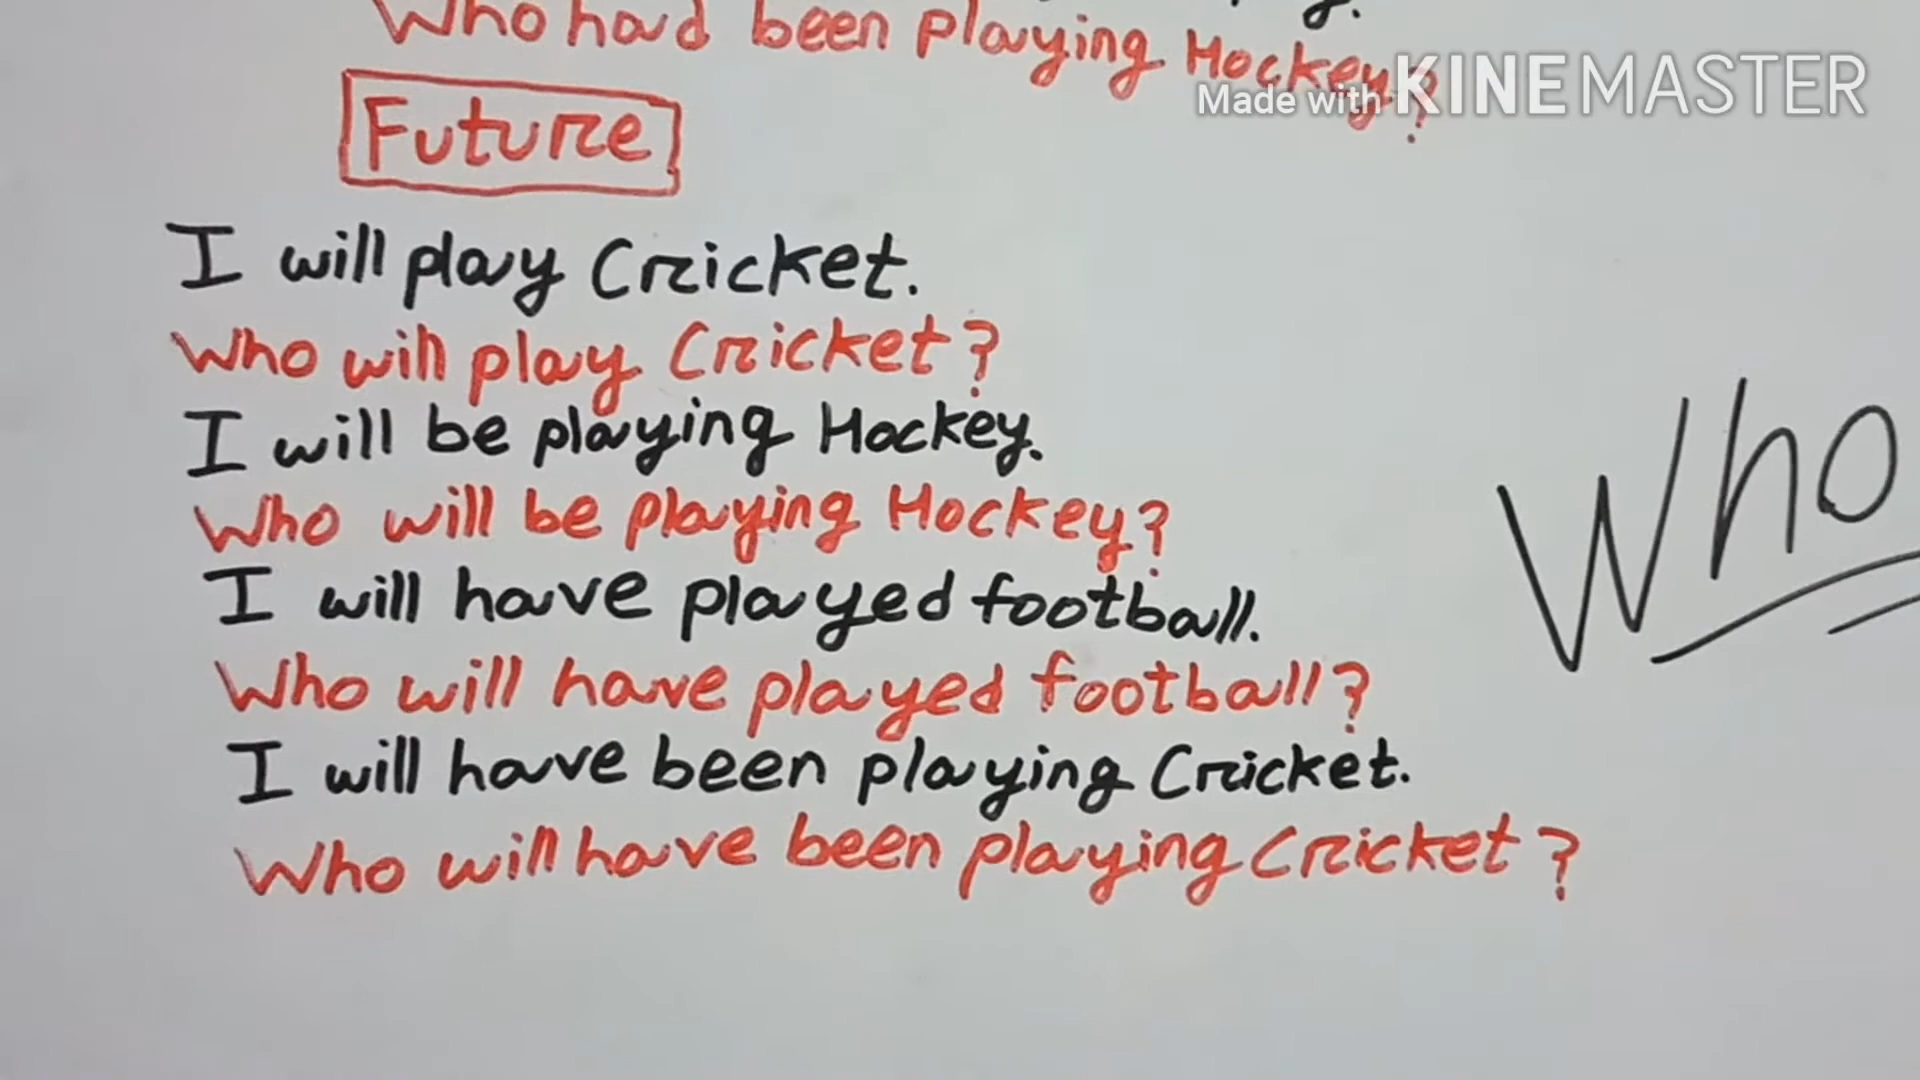 Who had been playing Hockey?
Made with KINEMASTER
Future
I will play Cricket.
Who will play Cricket?
I will be playing Hockey.
Who will be playing Hockey?
Who
I will have played football.
Who will have played football?
I will have been playing Cricket.
Who will have been playing Cricket?